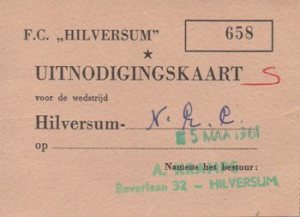 F.C. „HILVERSUM" 658
UITNODIGINGSKAART S
voor de wedstrijd
Hilversum- N.E.C.
op 5 MAA 1961
Namens het bestuur:
A.
Beverlaan 32 – HILVERSUM